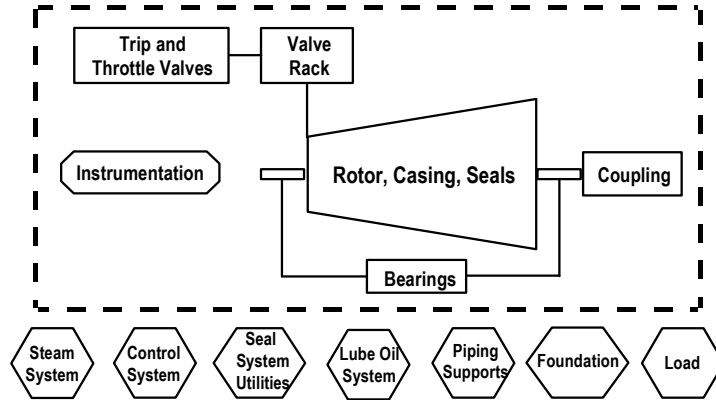 Trip and
Throttle Valves
Valve
Rack
Instrumentation
Rotor, Casing, Seals
Coupling
Bearings
Steam
System
Control
System
Seal
System
Utilities
Lube Oil
System
Piping
Supports
Foundation
Load